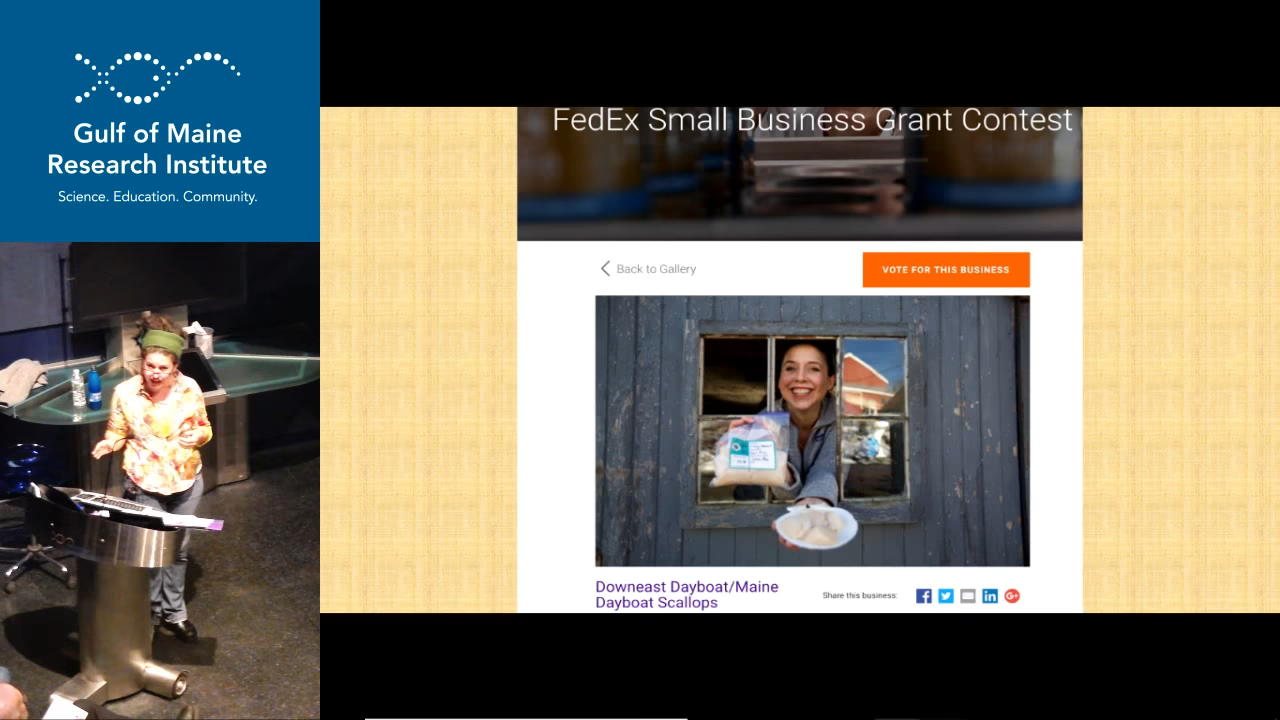 Gulf of Maine
Research Institute
Science. Education. Community.
FedEx Small Business Grant Contest
Back to Gallery
VOTE FOR THIS BUSINESS
Downeast Dayboat/Maine
Dayboat Scallops
Share this business: